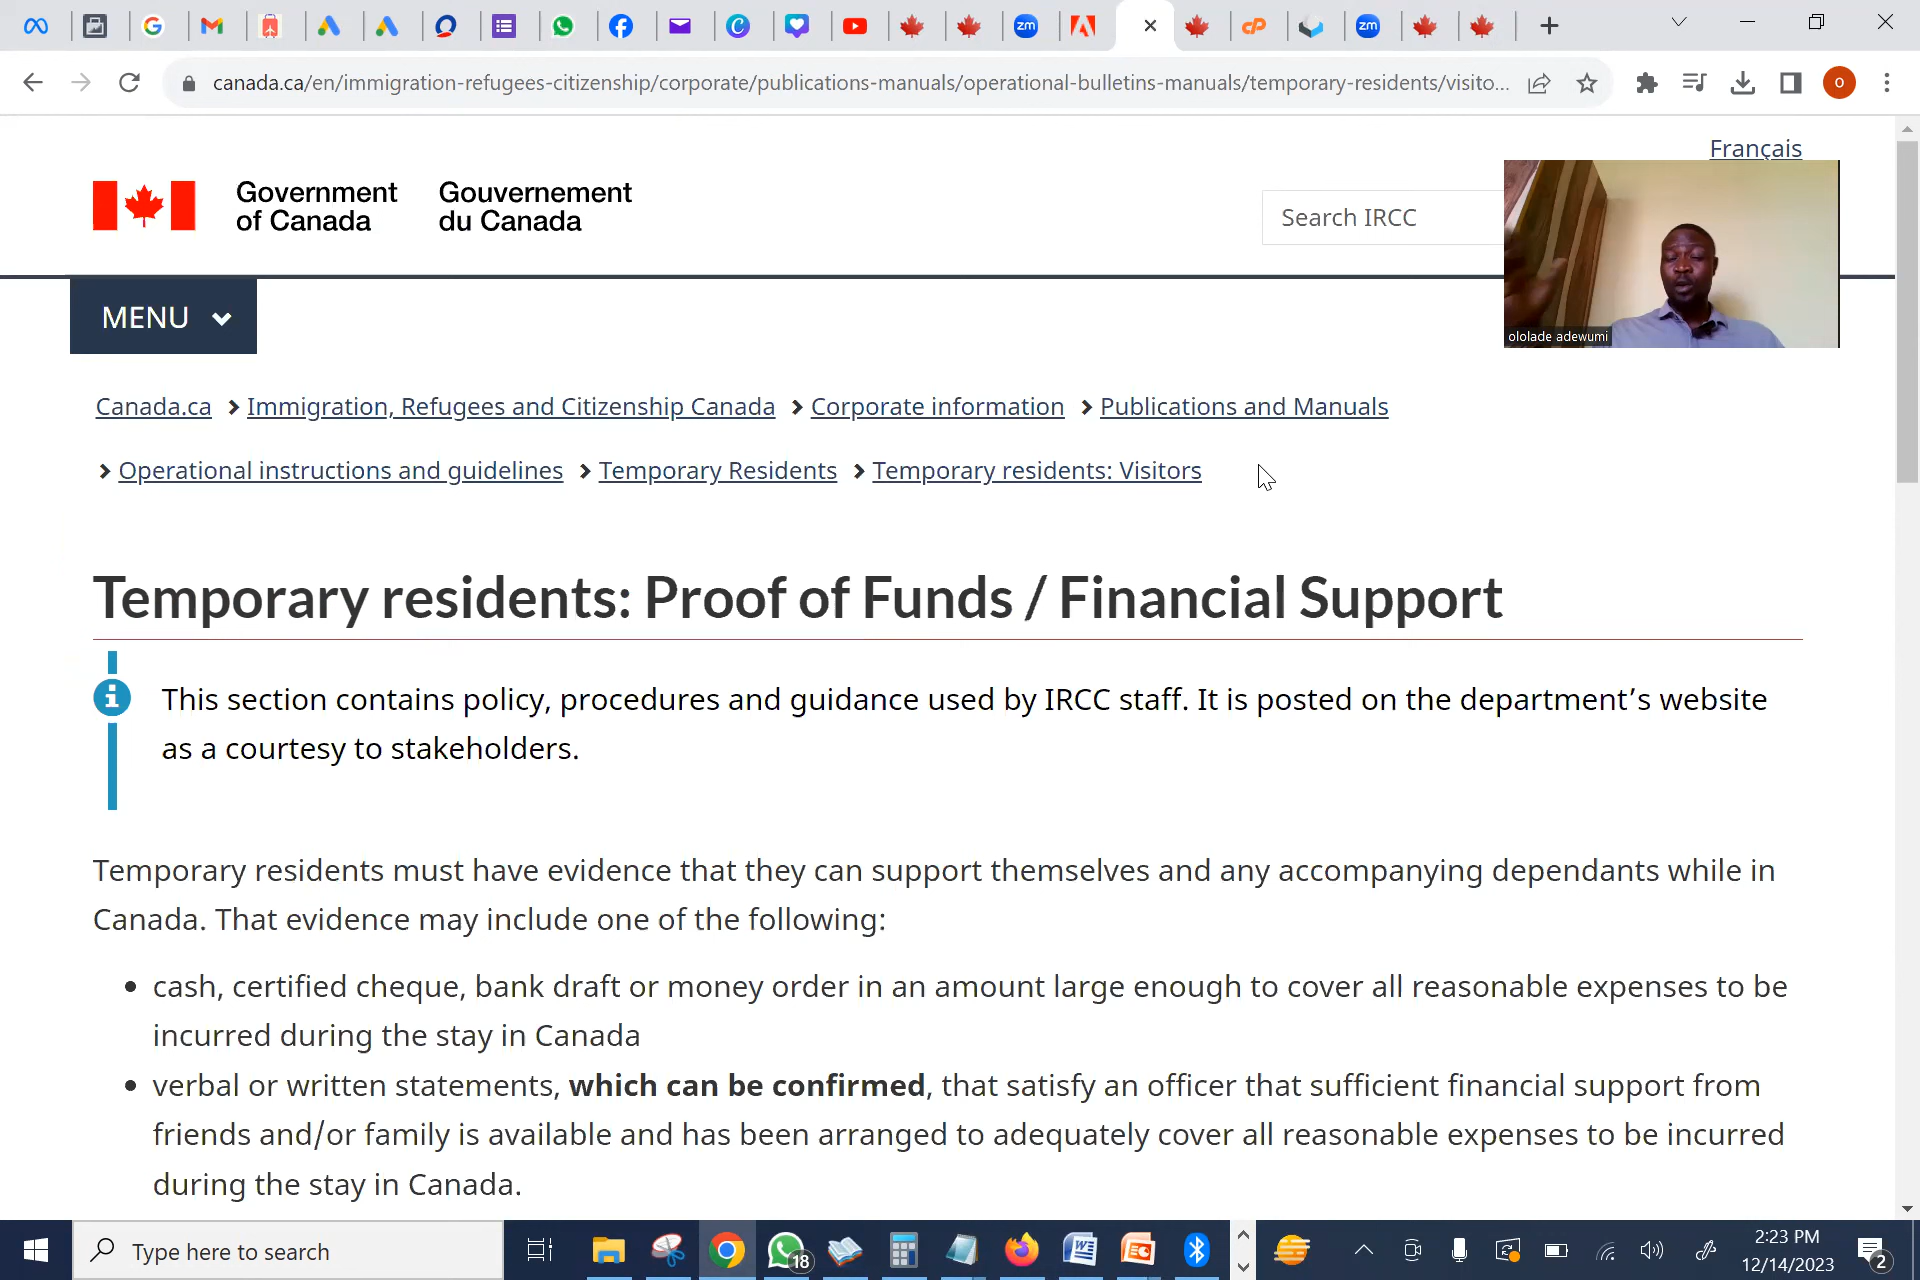 canada.ca/en/immigration-refugees-citizenship/corporate/publications-manuals/operational-bulletins-manuals/temporary-residents/visito...
Français
Government of Canada
Gouvernement du Canada
Search IRCC
ololade adewumi
MENU
Canada.ca > Immigration, Refugees and Citizenship Canada > Corporate information > Publications and Manuals
> Operational instructions and guidelines > Temporary Residents > Temporary residents: Visitors
Temporary residents: Proof of Funds / Financial Support
This section contains policy, procedures and guidance used by IRCC staff. It is posted on the department’s website
as a courtesy to stakeholders.
Temporary residents must have evidence that they can support themselves and any accompanying dependants while in
Canada. That evidence may include one of the following:
• cash, certified cheque, bank draft or money order in an amount large enough to cover all reasonable expenses to be
incurred during the stay in Canada
• verbal or written statements, which can be confirmed, that satisfy an officer that sufficient financial support from
friends and/or family is available and has been arranged to adequately cover all reasonable expenses to be incurred
during the stay in Canada.
Type here to search
18
2:23 PM
12/14/2023
2